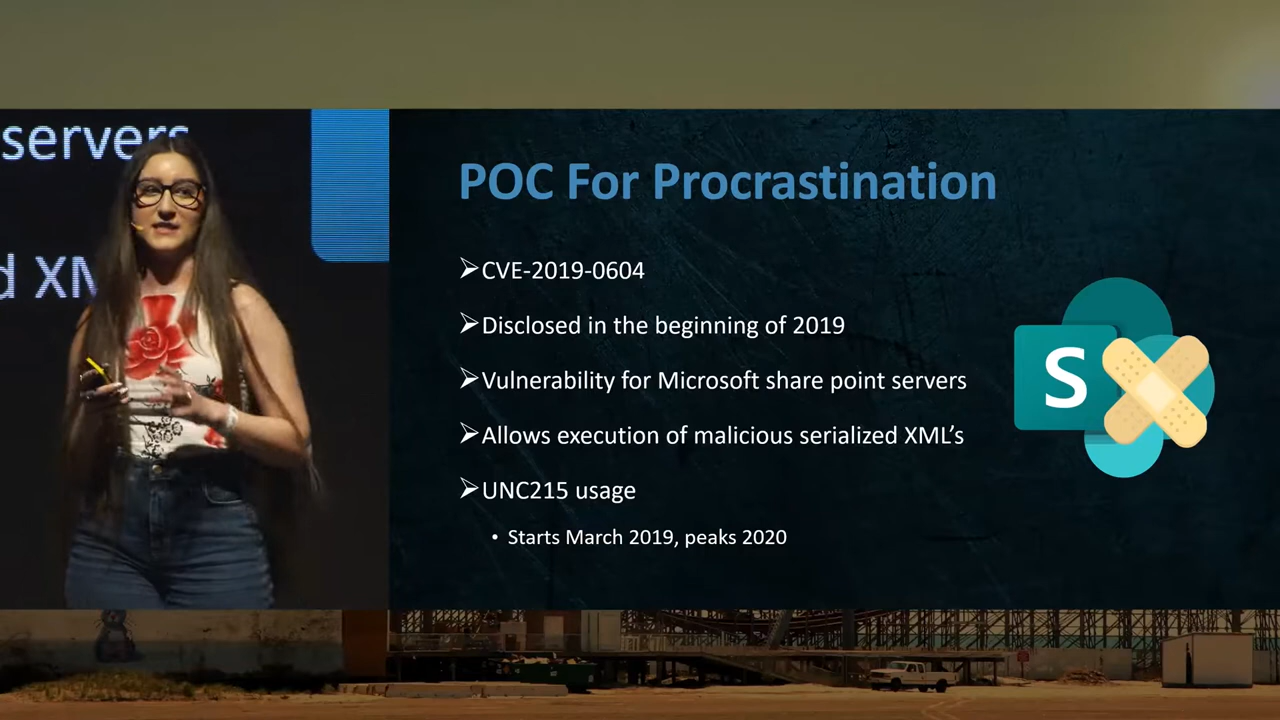 servers
d XM
POC For Procrastination
➢CVE-2019-0604
➢Disclosed in the beginning of 2019
➢Vulnerability for Microsoft share point servers
➢Allows execution of malicious serialized XML's
➢UNC215 usage
• Starts March 2019, peaks 2020
S